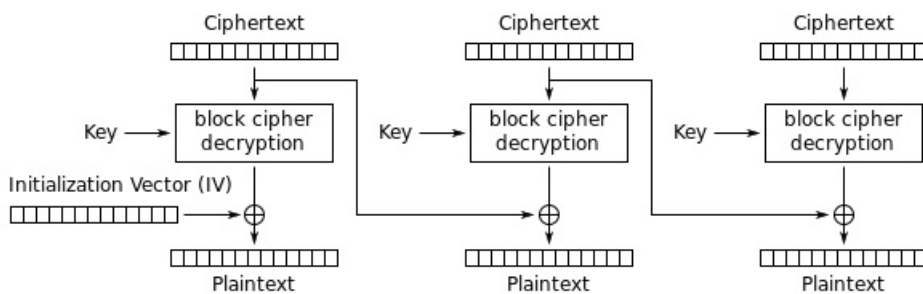 Ciphertext Ciphertext Ciphertext
Key block cipher decryption Key block cipher decryption Key block cipher decryption
Initialization Vector (IV)
Plaintext Plaintext Plaintext